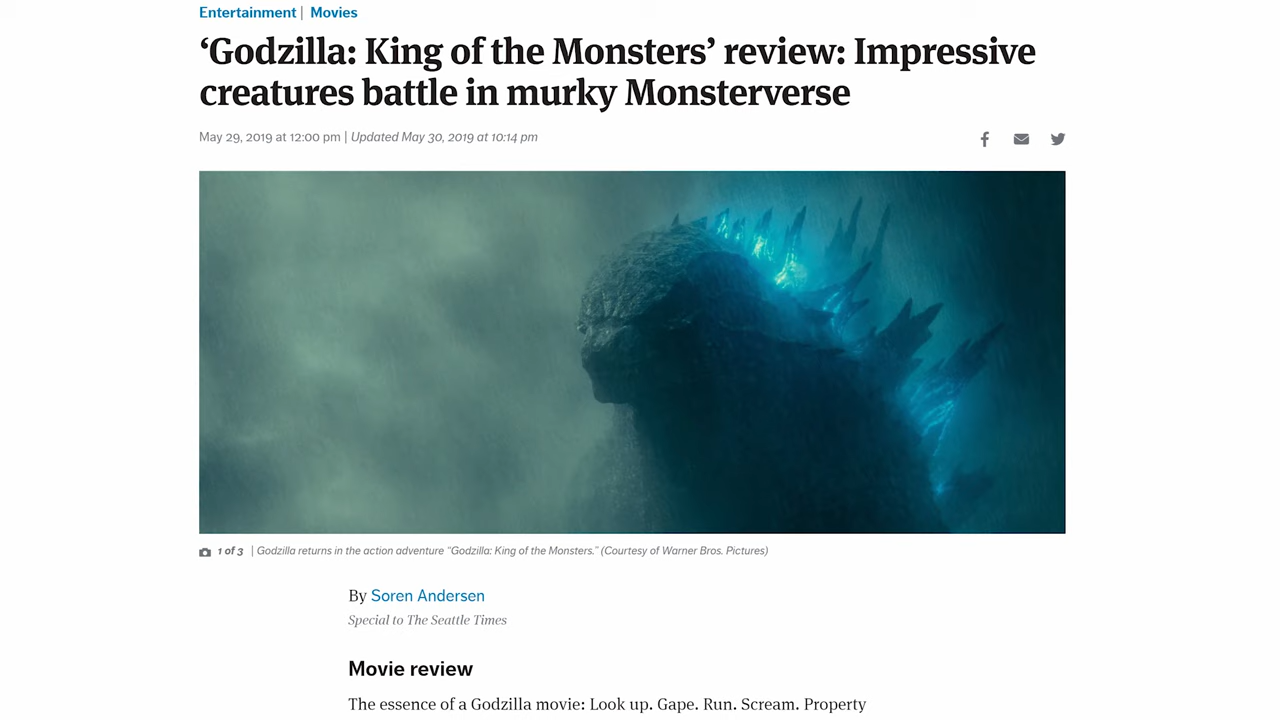 Entertainment | Movies
‘Godzilla: King of the Monsters’ review: Impressive
creatures battle in murky Monsterverse
May 29, 2019 at 12:00 pm | Updated May 30, 2019 at 10:14 pm
1 of 3 | Godzilla returns in the action adventure “Godzilla: King of the Monsters.” (Courtesy of Warner Bros. Pictures)
By Soren Andersen
Special to The Seattle Times
Movie review
The essence of a Godzilla movie: Look up. Gape. Run. Scream. Property